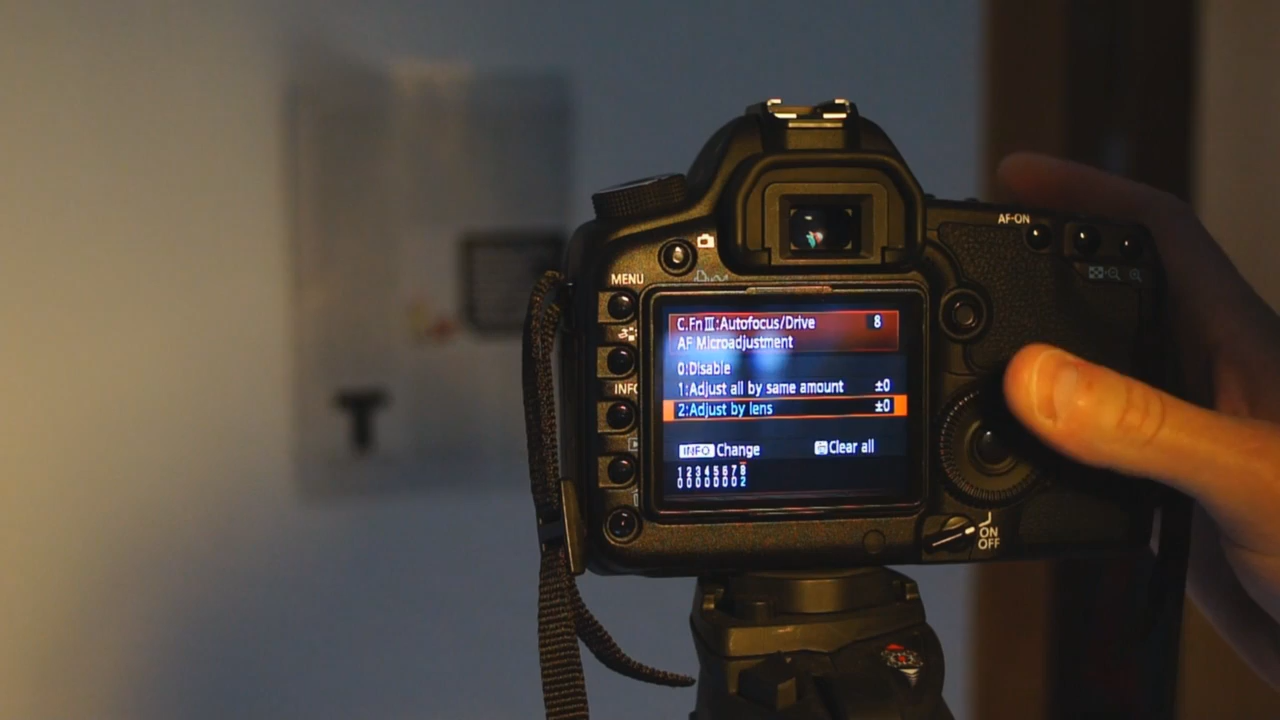 AF-ON
MENU
C.Fn III:Autofocus/Drive 8
AF Microadjustment
0:Disable
1:Adjust all by same amount ±0
2:Adjust by lens ±0
INFO Change Clear all
12345678
00000002
ON
OFF